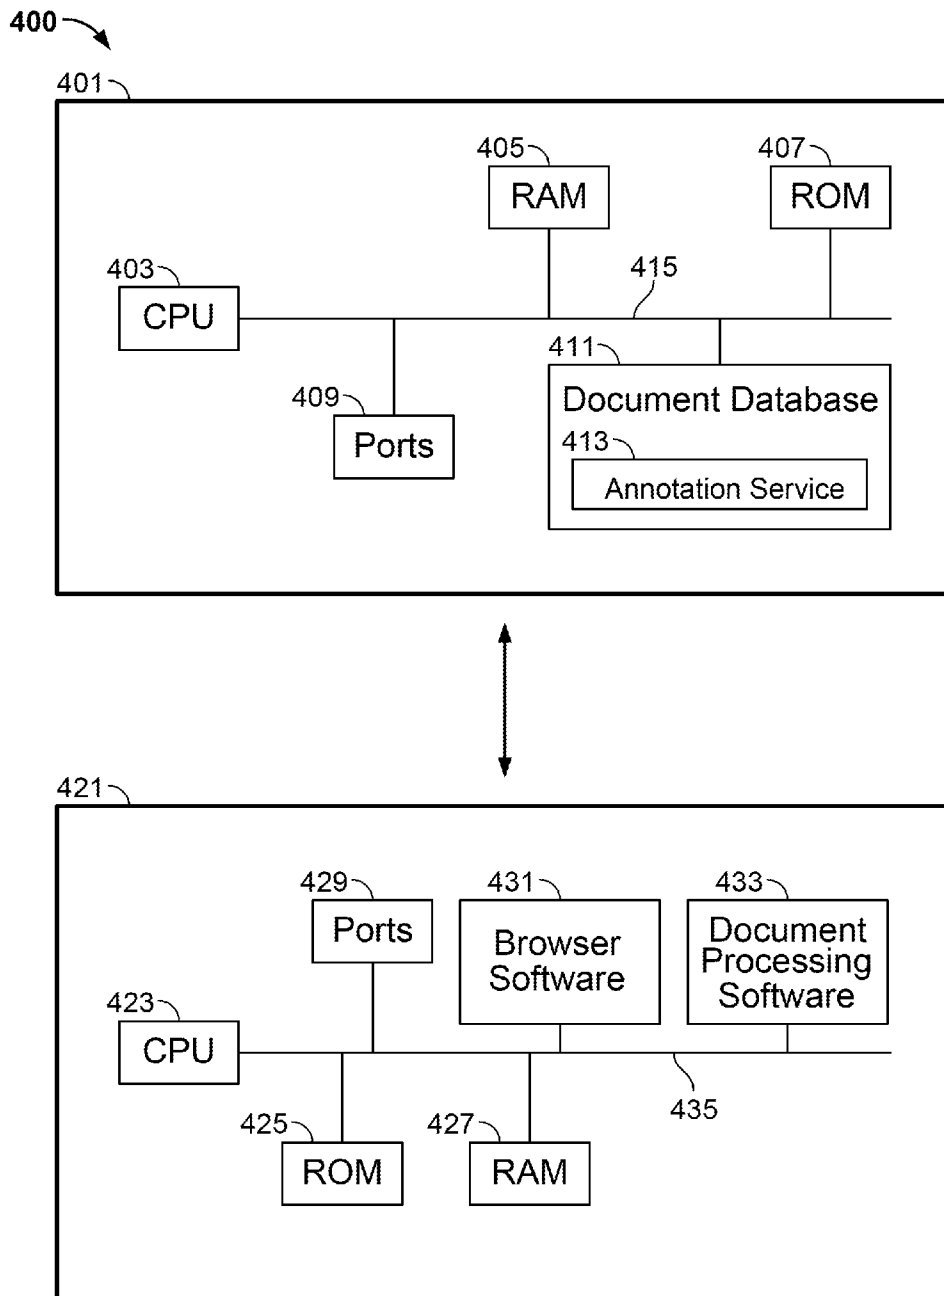 400
401
405
RAM
407
ROM
403
CPU
415
409
Ports
411
Document Database
413
Annotation Service
421
429
Ports
431
Browser
Software
433
Document
Processing
Software
423
CPU
435
425
ROM
427
RAM